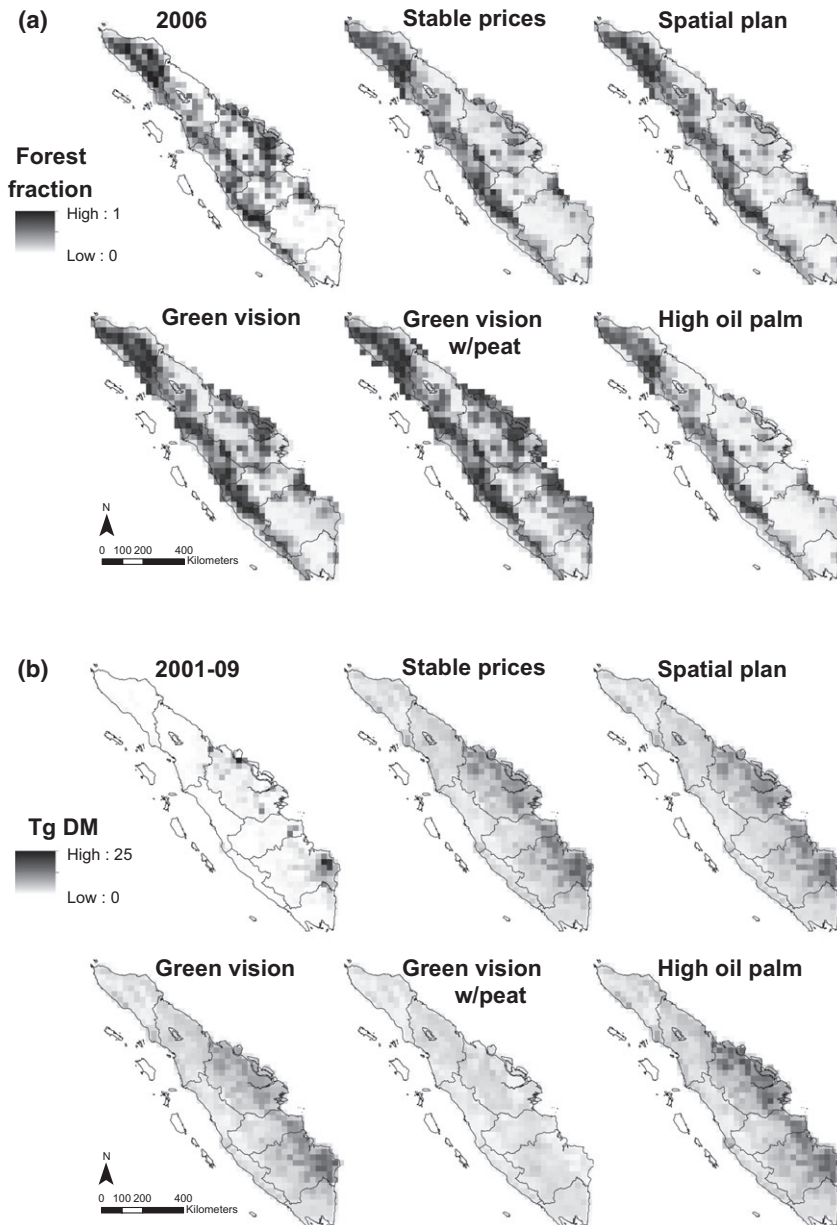 (a)
2006
Stable prices
Spatial plan
Forest
fraction
High : 1
Low : 0
Green vision
Green vision
w/peat
High oil palm
N
0 100 200 400
Kilometers
(b)
2001-09
Stable prices
Spatial plan
Tg DM
High : 25
Low : 0
Green vision
Green vision
w/peat
High oil palm
N
0 100 200 400
Kilometers